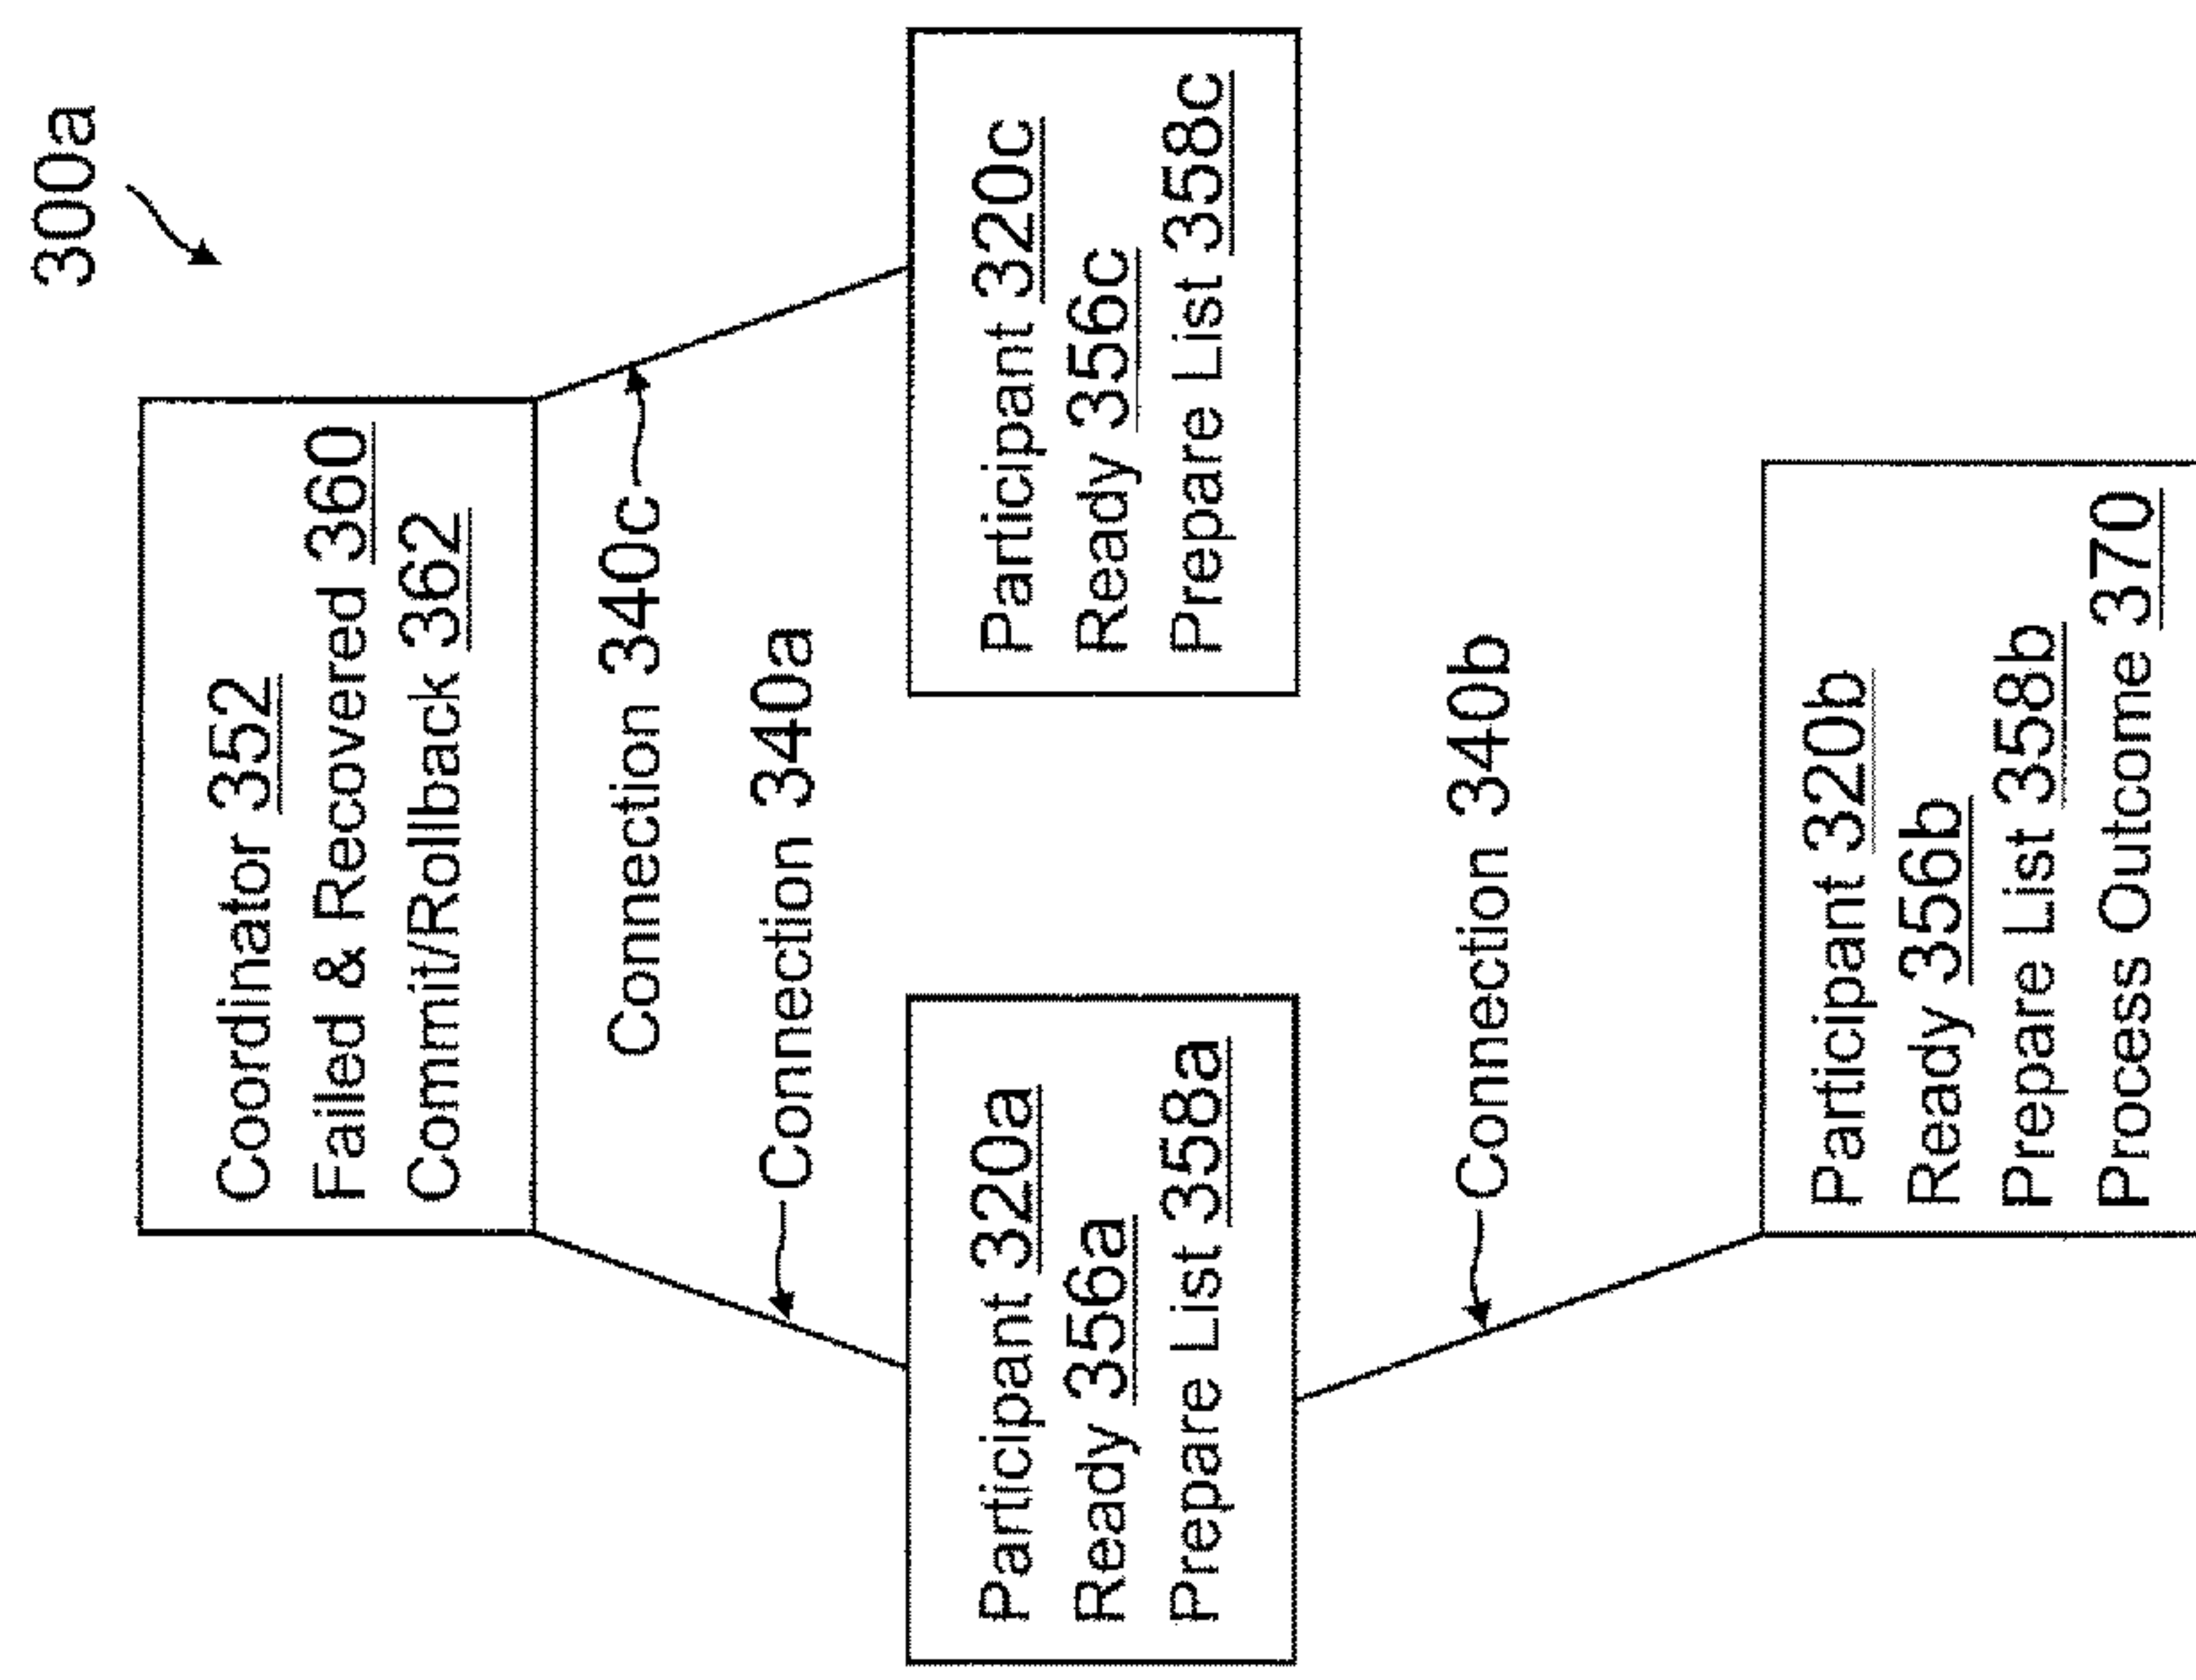 300a
Coordinator 352
Failed & Recovered 360
Commit/Rollback 362
Connection 340c
Connection 340a
Participant 320a
Ready 356a
Prepare List 358a
Participant 320c
Ready 356c
Prepare List 358c
Connection 340b
Participant 320b
Ready 356b
Prepare List 358b
Process Outcome 370